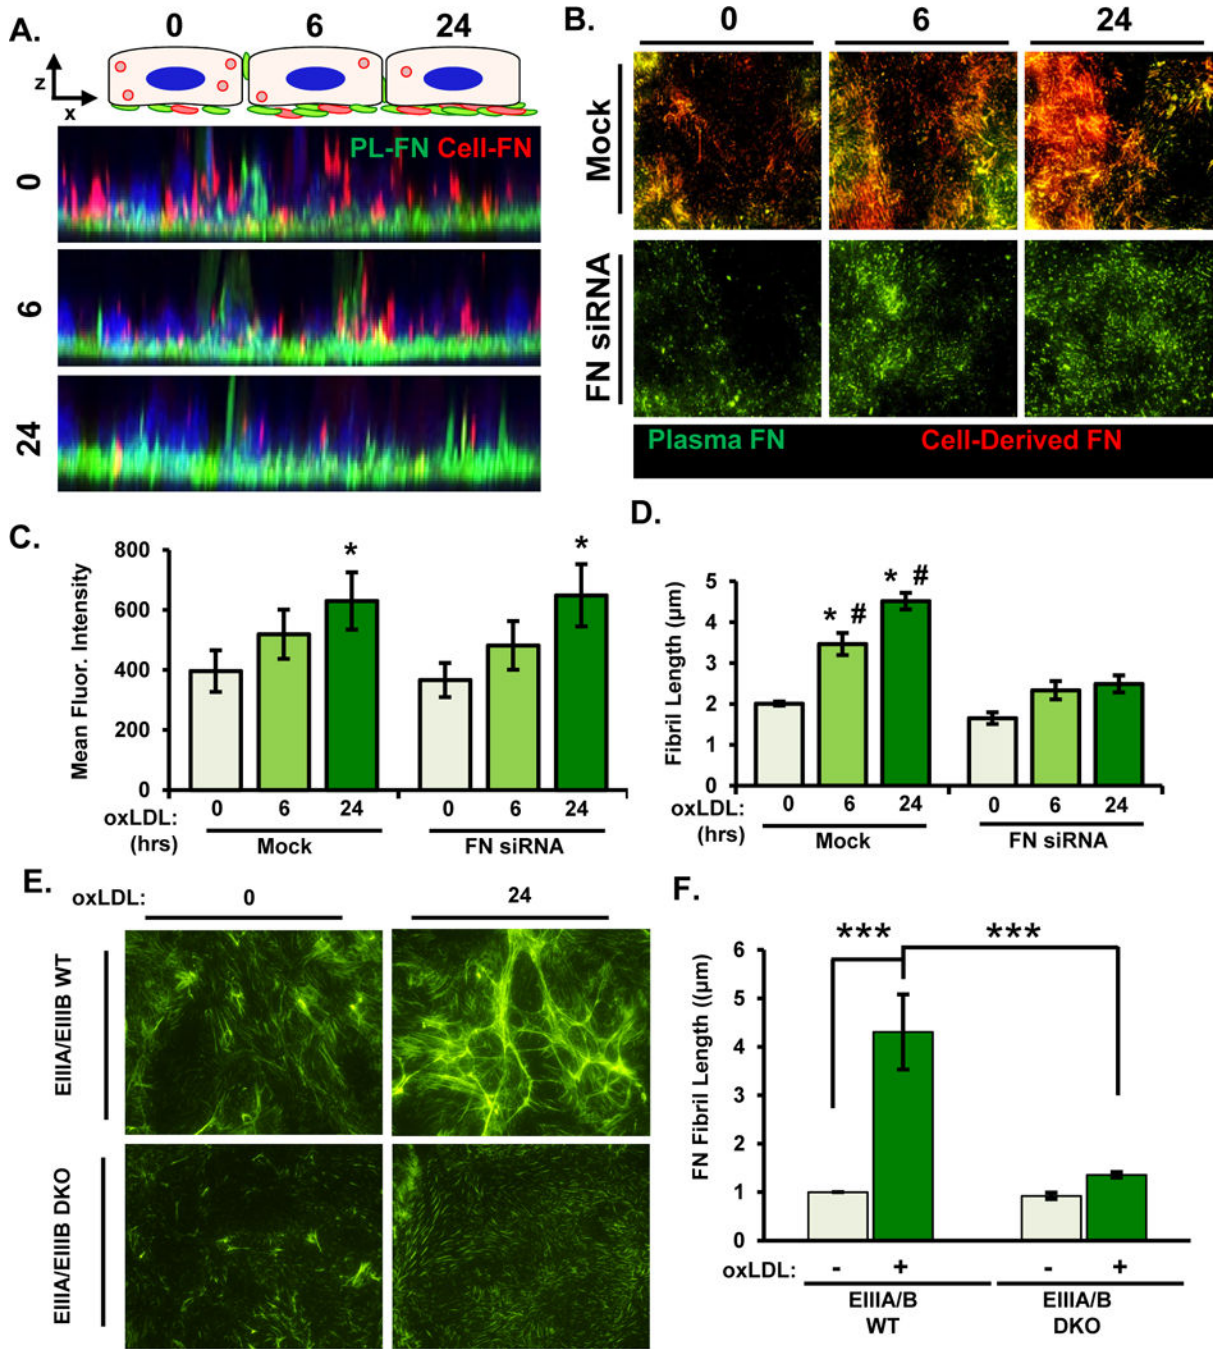 A.
0 6 24
z
x
PL-FN Cell-FN
0
6
24
B.
0 6 24
Mock
FN siRNA
Plasma FN Cell-Derived FN
C.
Mean Fluor. Intensity
800
600
400
200
0
* *
oxLDL: 0 6 24 0 6 24
(hrs) Mock FN siRNA
D.
Fibril Length (µm)
5
4
3
2
1
0
* # * #
oxLDL: 0 6 24 0 6 24
(hrs) Mock FN siRNA
E.
oxLDL: 0 24
EIIIA/EIIIB WT
EIIIA/EIIIB DKO
F.
FN Fibril Length ((µm)
6
5
4
3
2
1
0
*** ***
oxLDL: - + - +
EIIIA/B EIIIA/B
WT DKO